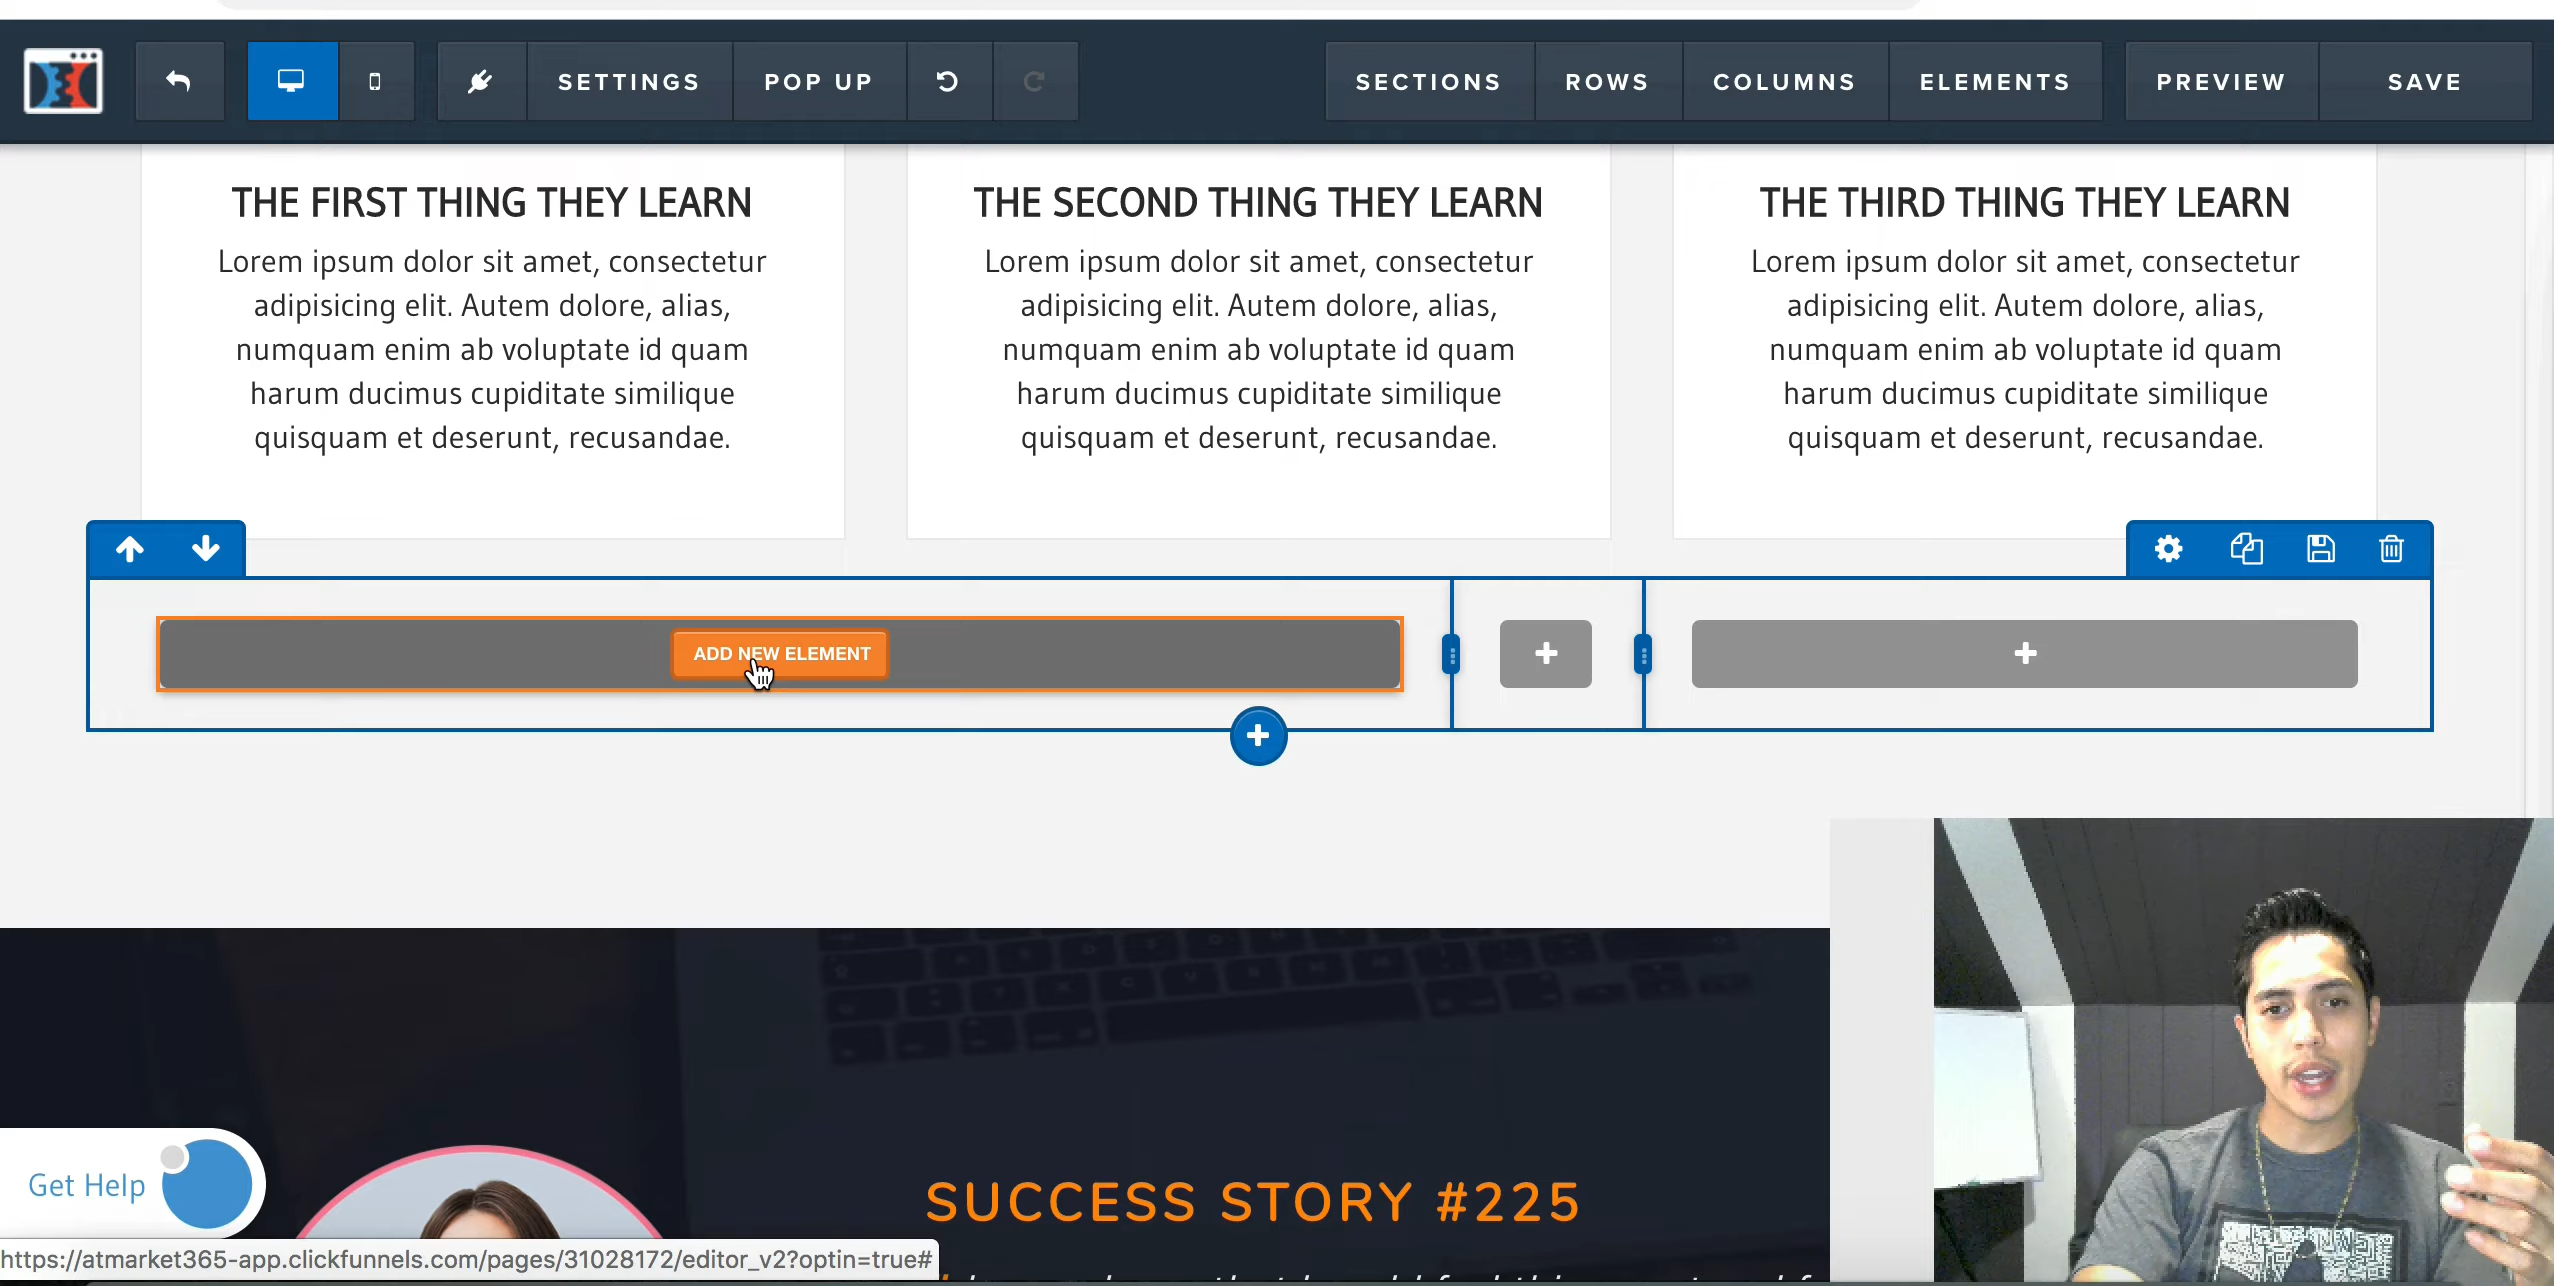 SETTINGS
POP UP
SECTIONS
ROWS
COLUMNS
ELEMENTS
PREVIEW
SAVE
THE FIRST THING THEY LEARN
Lorem ipsum dolor sit amet, consectetur
adipisicing elit. Autem dolore, alias,
numquam enim ab voluptate id quam
harum ducimus cupiditate similique
quisquam et deserunt, recusandae.
THE SECOND THING THEY LEARN
Lorem ipsum dolor sit amet, consectetur
adipisicing elit. Autem dolore, alias,
numquam enim ab voluptate id quam
harum ducimus cupiditate similique
quisquam et deserunt, recusandae.
THE THIRD THING THEY LEARN
Lorem ipsum dolor sit amet, consectetur
adipisicing elit. Autem dolore, alias,
numquam enim ab voluptate id quam
harum ducimus cupiditate similique
quisquam et deserunt, recusandae.
ADD NEW ELEMENT
SUCCESS STORY #225
Get Help
https://atmarket365-app.clickfunnels.com/pages/31028172/editor_v2?optin=true#